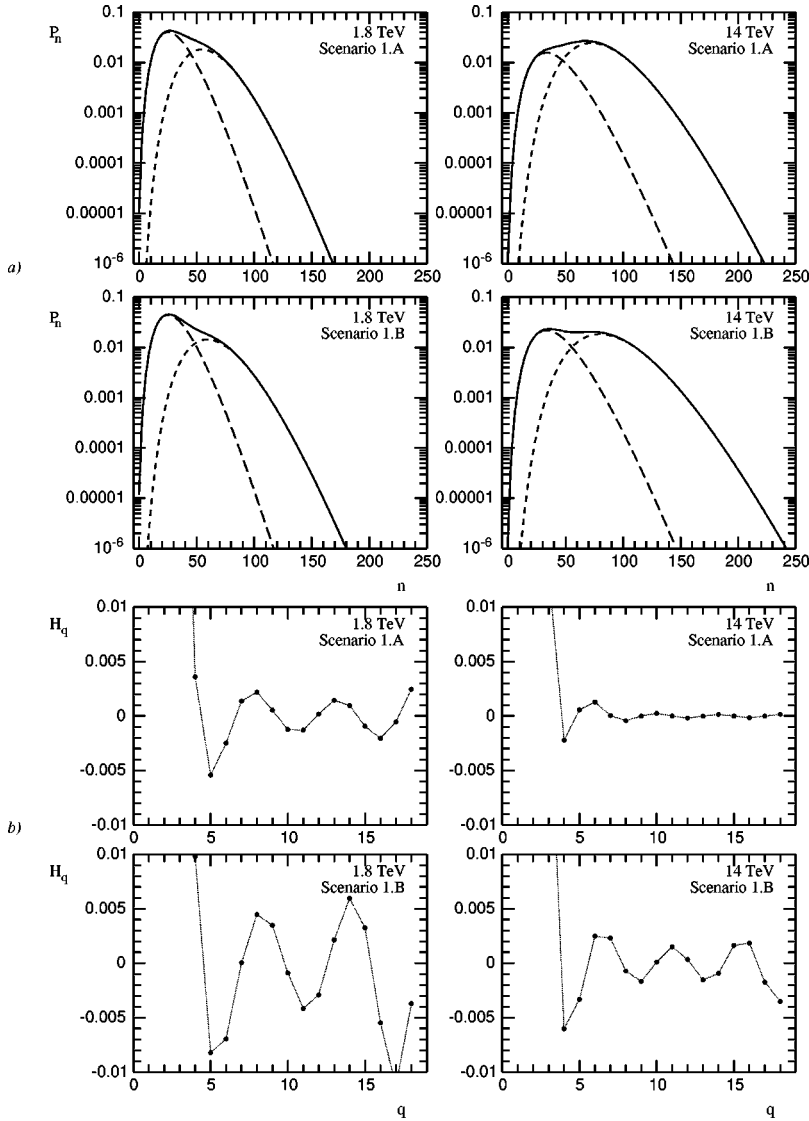 a)
P_n
1.8 TeV
Scenario 1.A
0.1
0.01
0.001
0.0001
0.00001
10^-6
0 50 100 150 200 250
14 TeV
Scenario 1.A
0.1
0.01
0.001
0.0001
0.00001
10^-6
0 50 100 150 200 250
P_n
1.8 TeV
Scenario 1.B
0.1
0.01
0.001
0.0001
0.00001
10^-6
0 50 100 150 200 250
n
14 TeV
Scenario 1.B
0.1
0.01
0.001
0.0001
0.00001
10^-6
0 50 100 150 200 250
n
b)
H_q
1.8 TeV
Scenario 1.A
0.01
0.005
0
-0.005
-0.01
0 5 10 15
14 TeV
Scenario 1.A
0.01
0.005
0
-0.005
-0.01
0 5 10 15
H_q
1.8 TeV
Scenario 1.B
0.01
0.005
0
-0.005
-0.01
0 5 10 15
q
14 TeV
Scenario 1.B
0.01
0.005
0
-0.005
-0.01
0 5 10 15
q